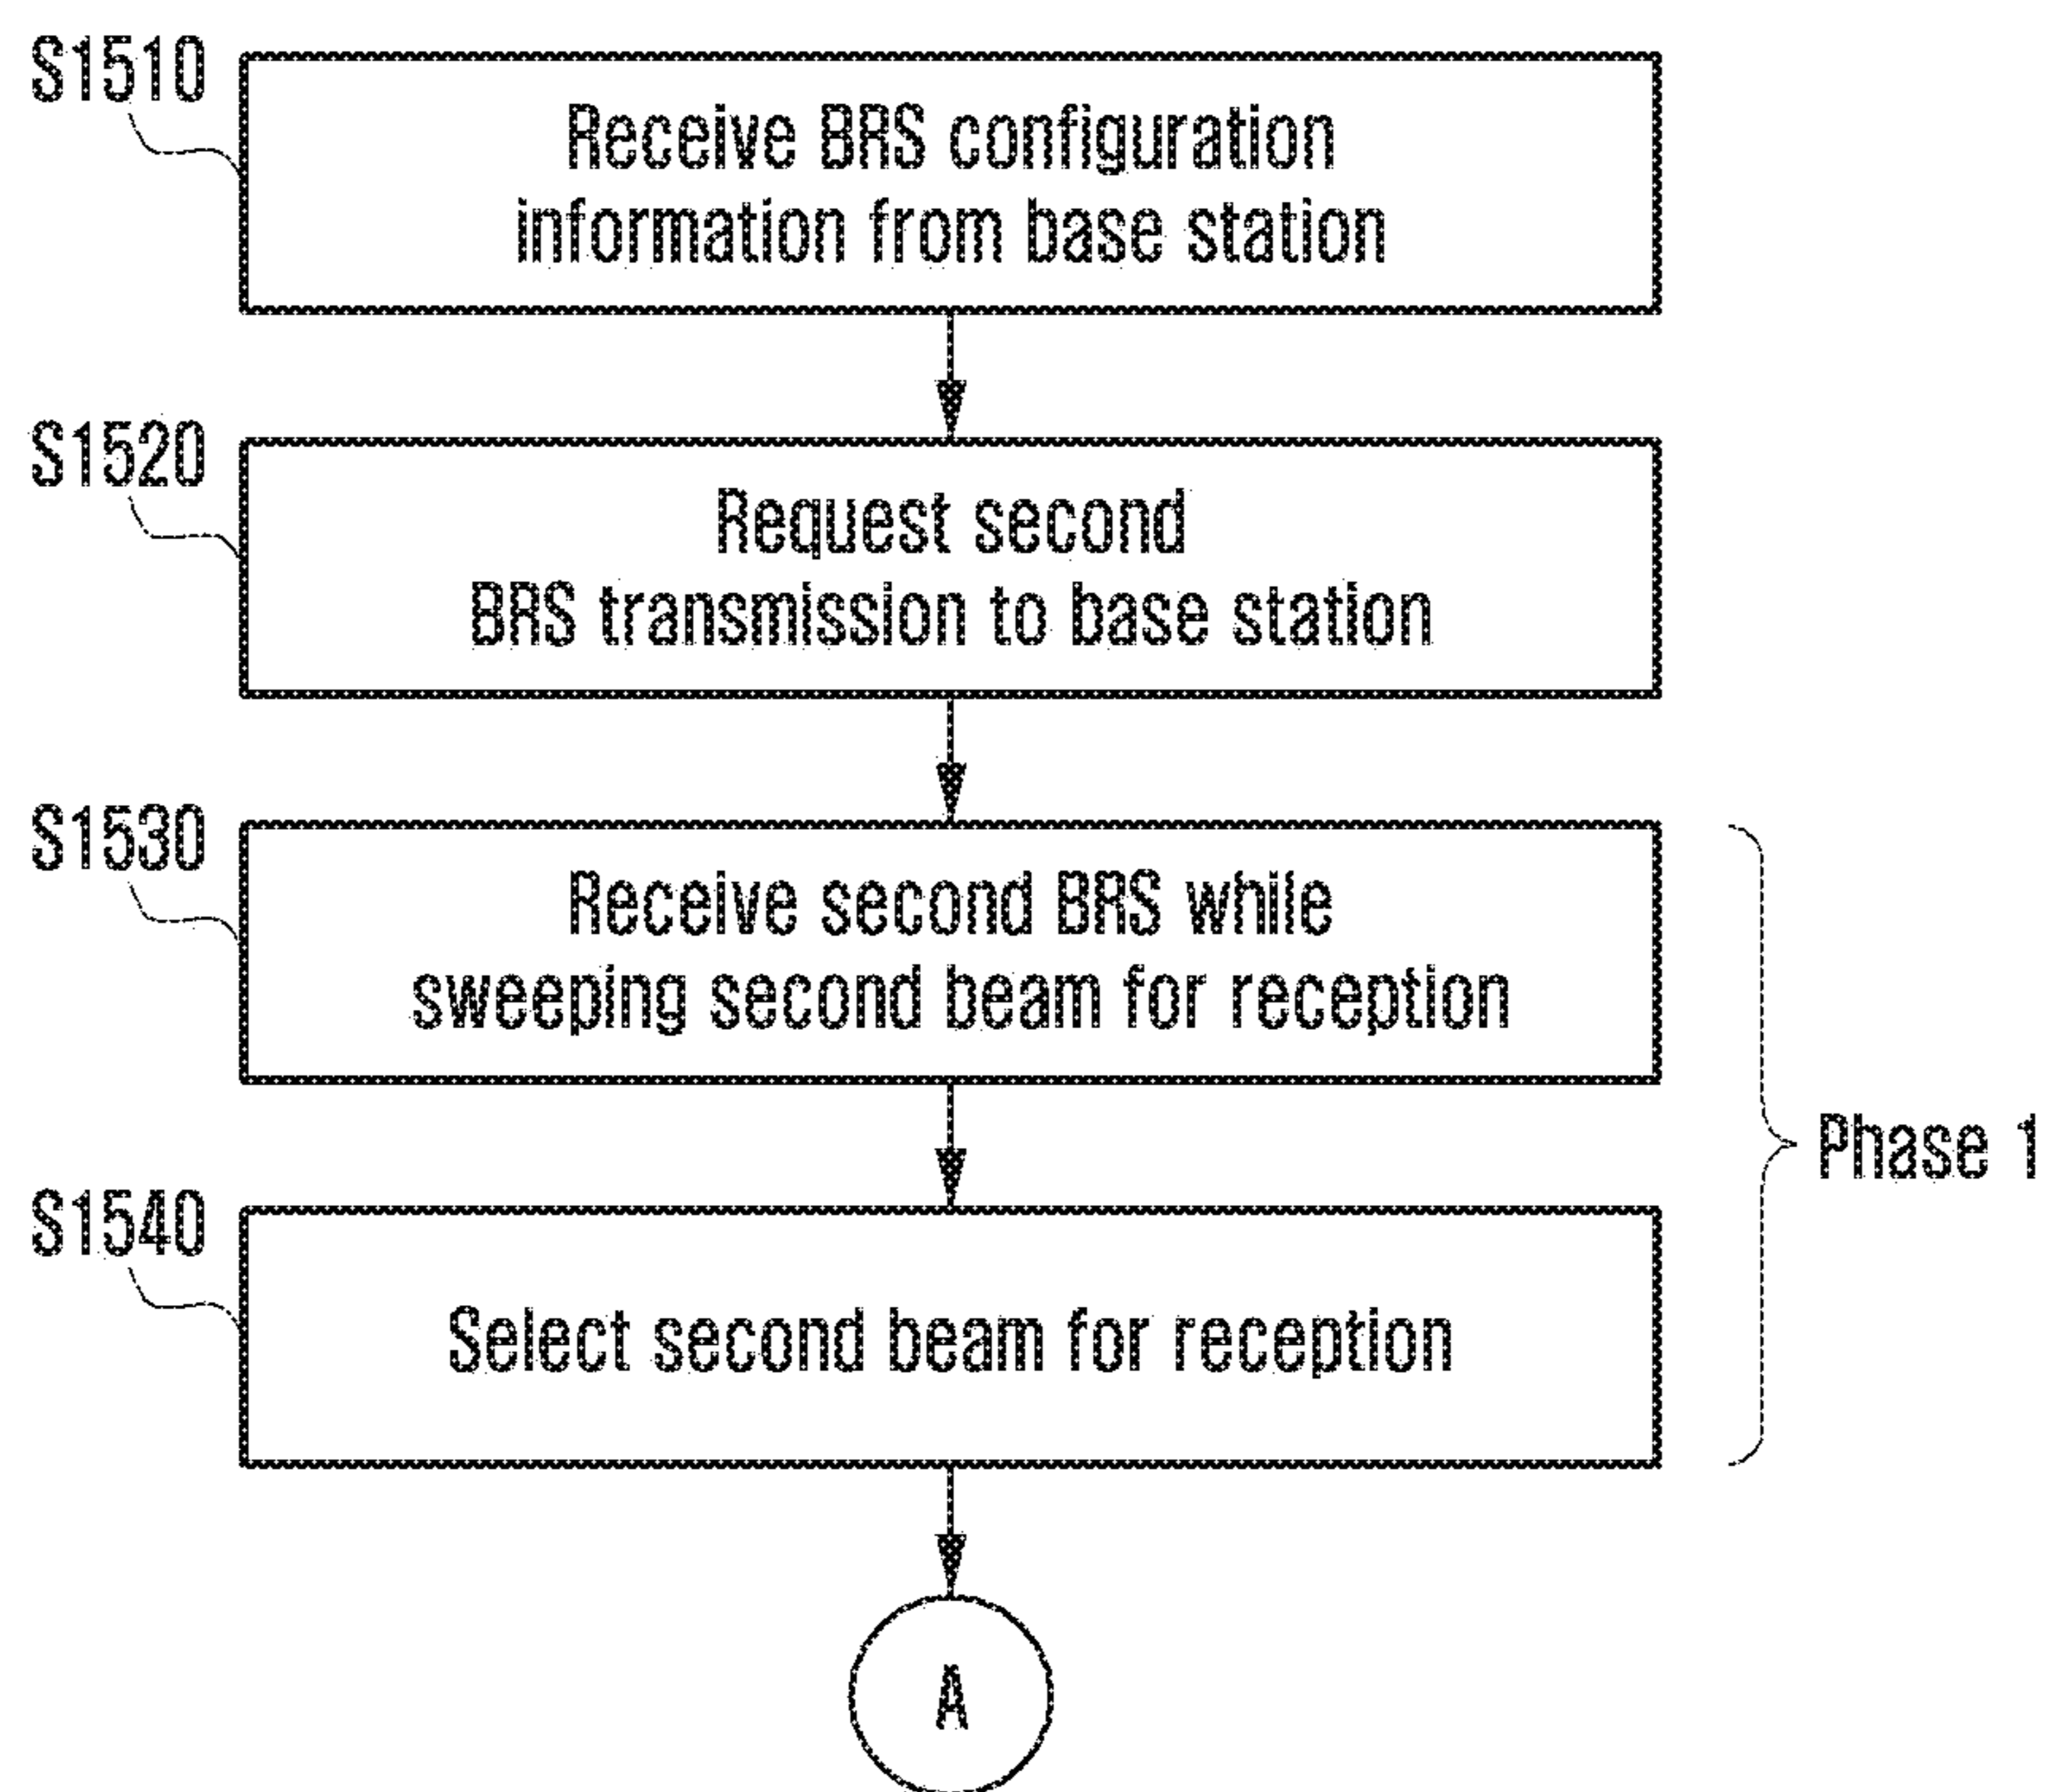 S1510
Receive BRS configuration
information from base station
S1520
Request second
BRS transmission to base station
S1530
Receive second BRS while
sweeping second beam for reception
Phase 1
S1540
Select second beam for reception
A